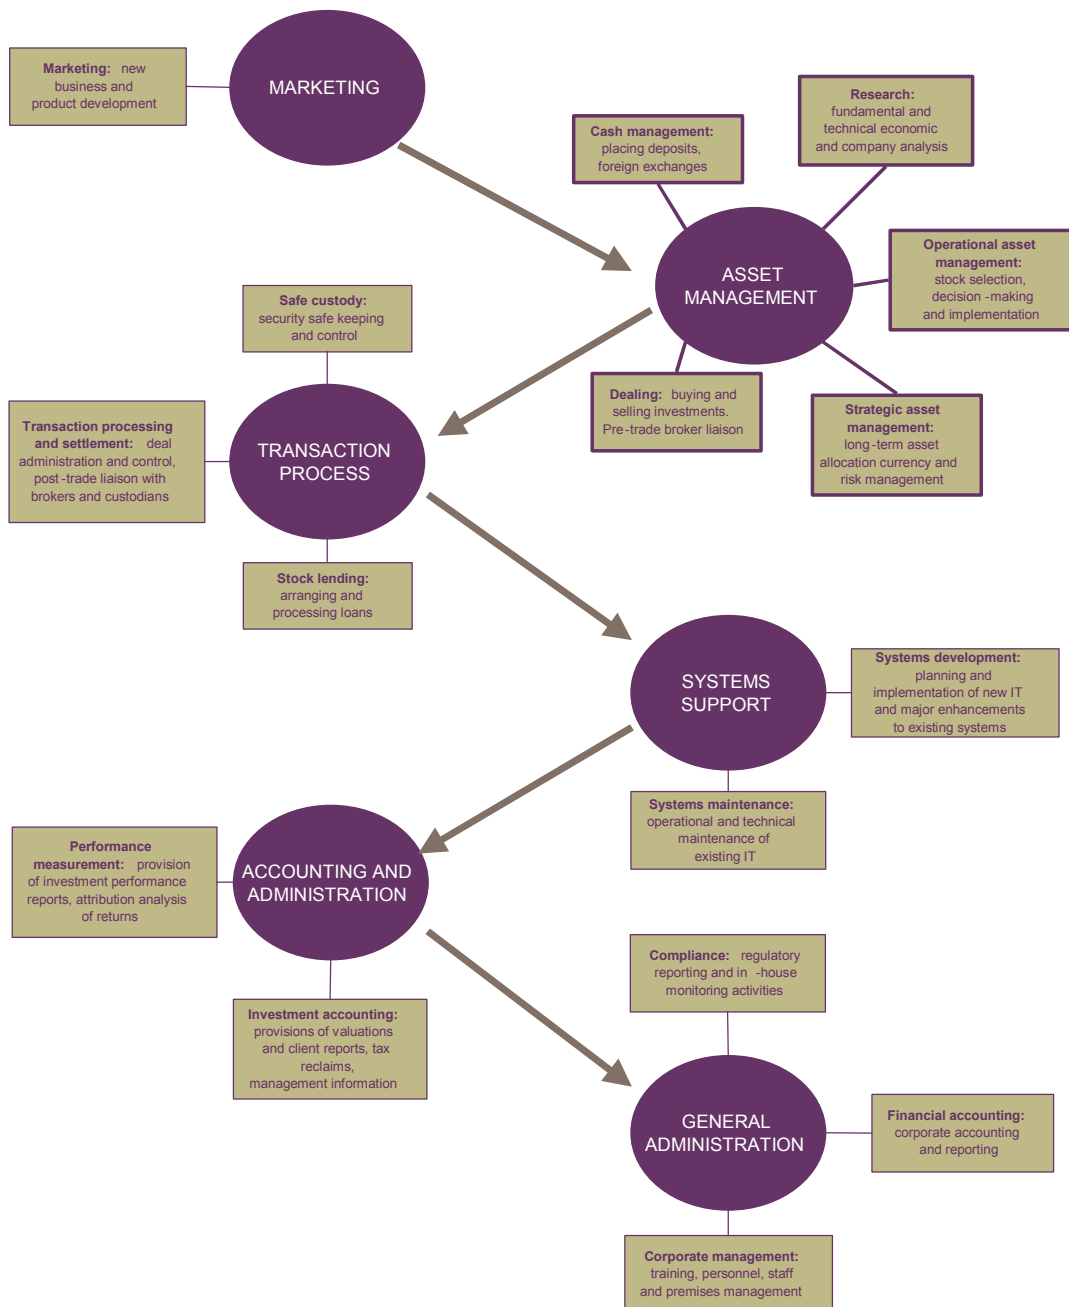 MARKETING
Marketing: new
business and
product development
Research:
fundamental and
technical economic
and company analysis
Cash management:
placing deposits,
foreign exchanges
ASSET
MANAGEMENT
Operational asset
management:
stock selection,
decision -making
and implementation
Dealing: buying and
selling investments.
Pre-trade broker liaison
Strategic asset
management:
long-term asset
allocation currency and
risk management
Safe custody:
security safe keeping
and control
Transaction processing
and settlement: deal
administration and control,
post-trade liaison with
brokers and custodians
TRANSACTION
PROCESS
Stock lending:
arranging and
processing loans
SYSTEMS
SUPPORT
Systems development:
planning and
implementation of new IT
and major enhancements
to existing systems
Systems maintenance:
operational and technical
maintenance of
existing IT
Performance
measurement: provision
of investment performance
reports, attribution analysis
of returns
ACCOUNTING AND
ADMINISTRATION
Investment accounting:
provisions of valuations
and client reports, tax
reclaims,
management information
Compliance: regulatory
reporting and in -house
monitoring activities
GENERAL
ADMINISTRATION
Financial accounting:
corporate accounting
and reporting
Corporate management:
training, personnel, staff
and premises management